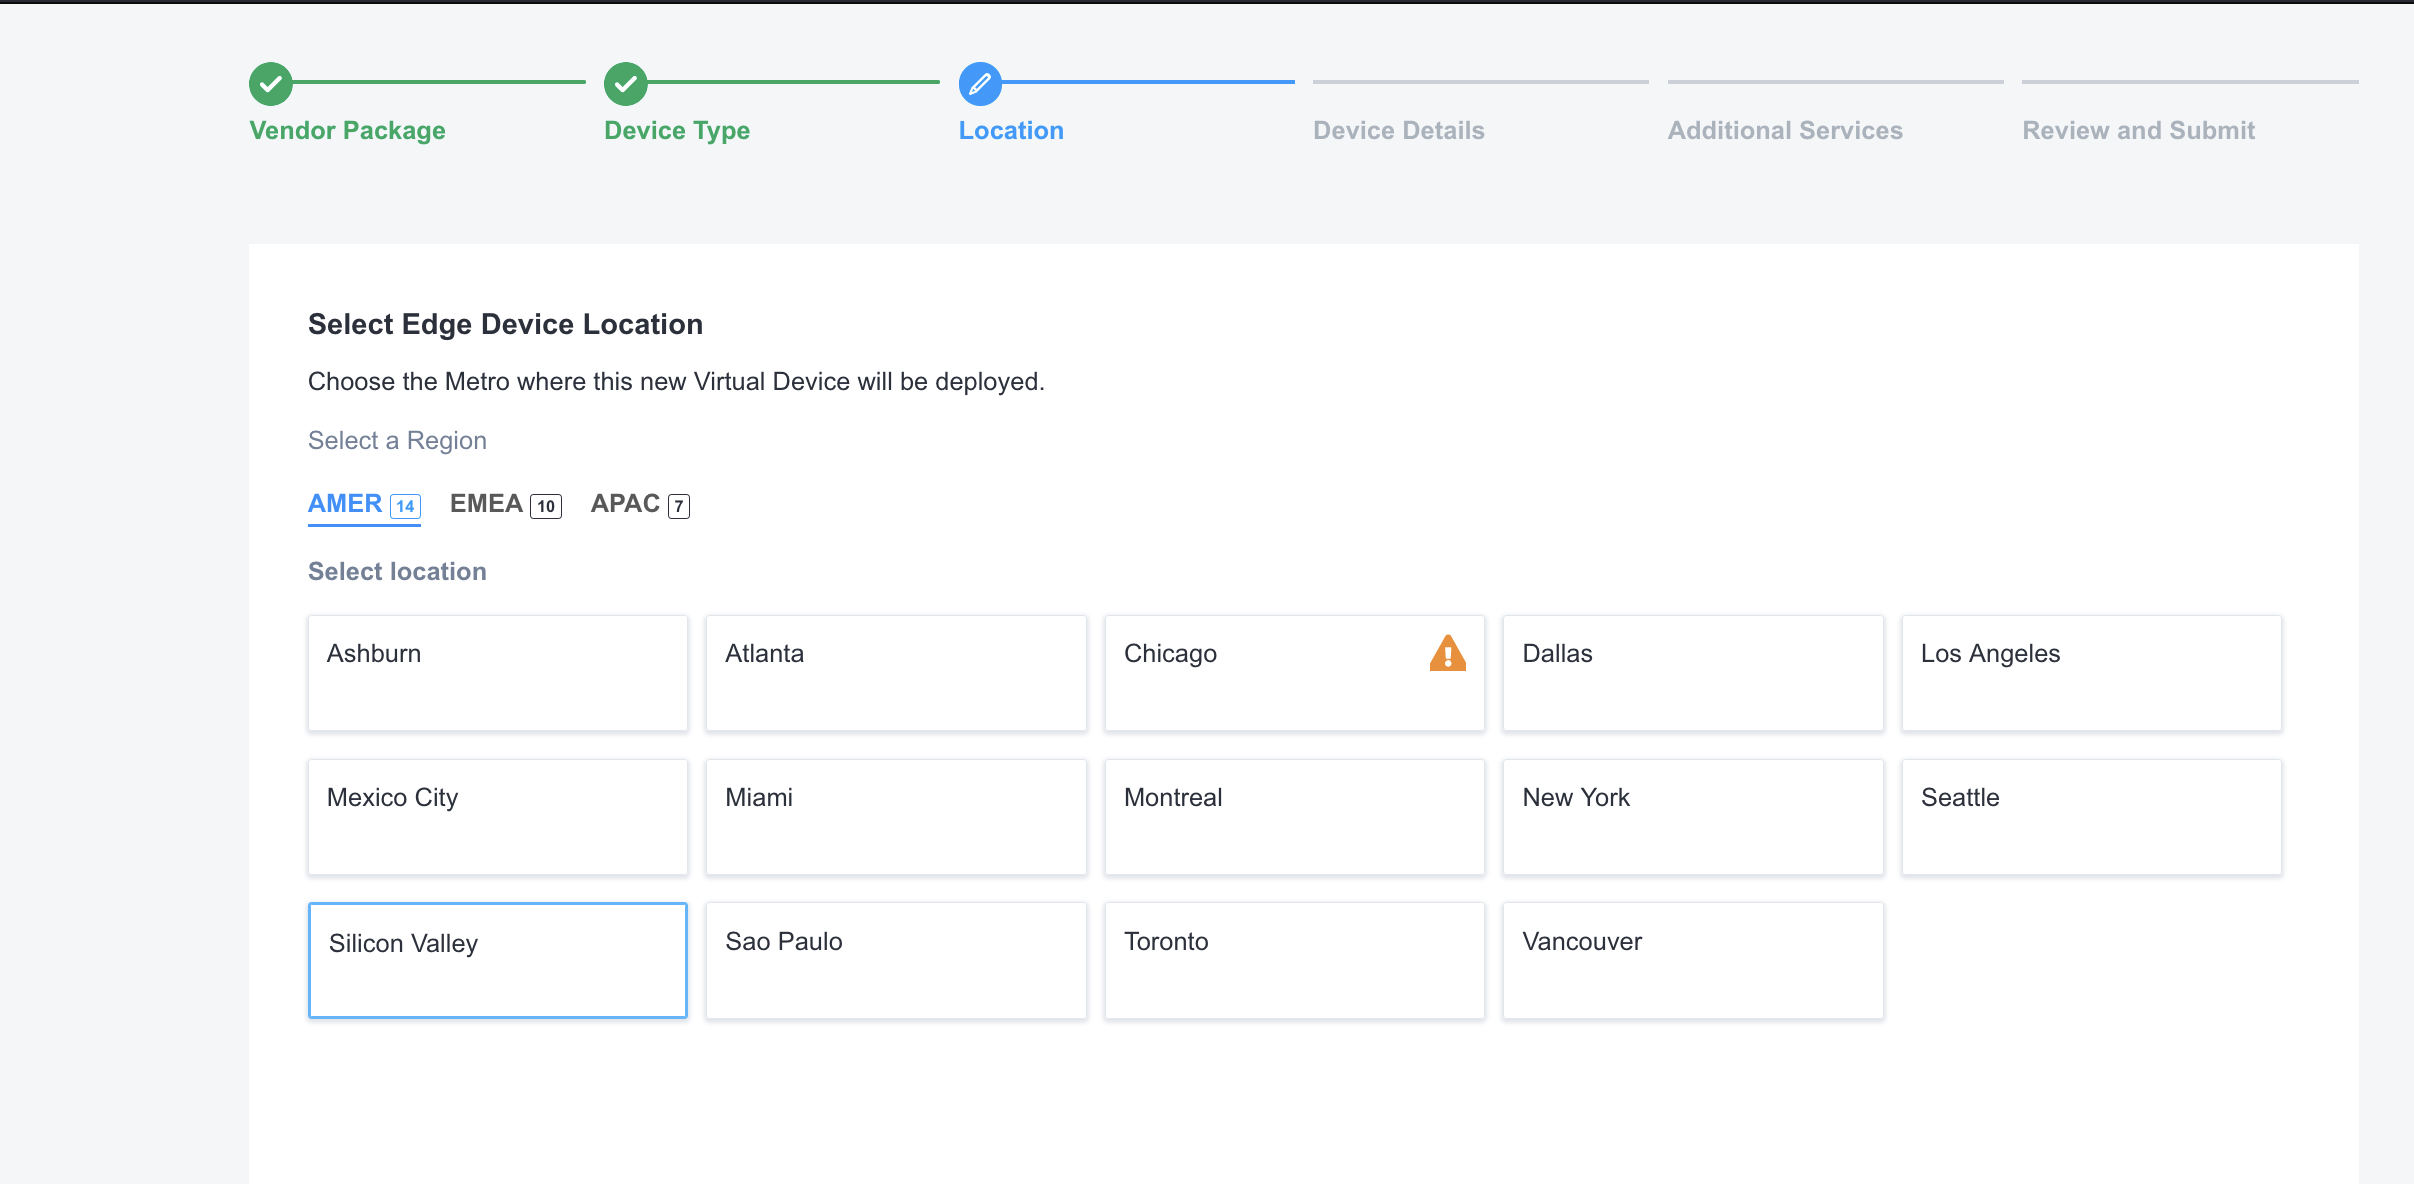 Vendor Package
Device Type
Location
Device Details
Additional Services
Review and Submit
Select Edge Device Location
Choose the Metro where this new Virtual Device will be deployed.
Select a Region
AMER 14 EMEA 10 APAC 7
Select location
Ashburn
Atlanta
Chicago
Dallas
Los Angeles
Mexico City
Miami
Montreal
New York
Seattle
Silicon Valley
Sao Paulo
Toronto
Vancouver